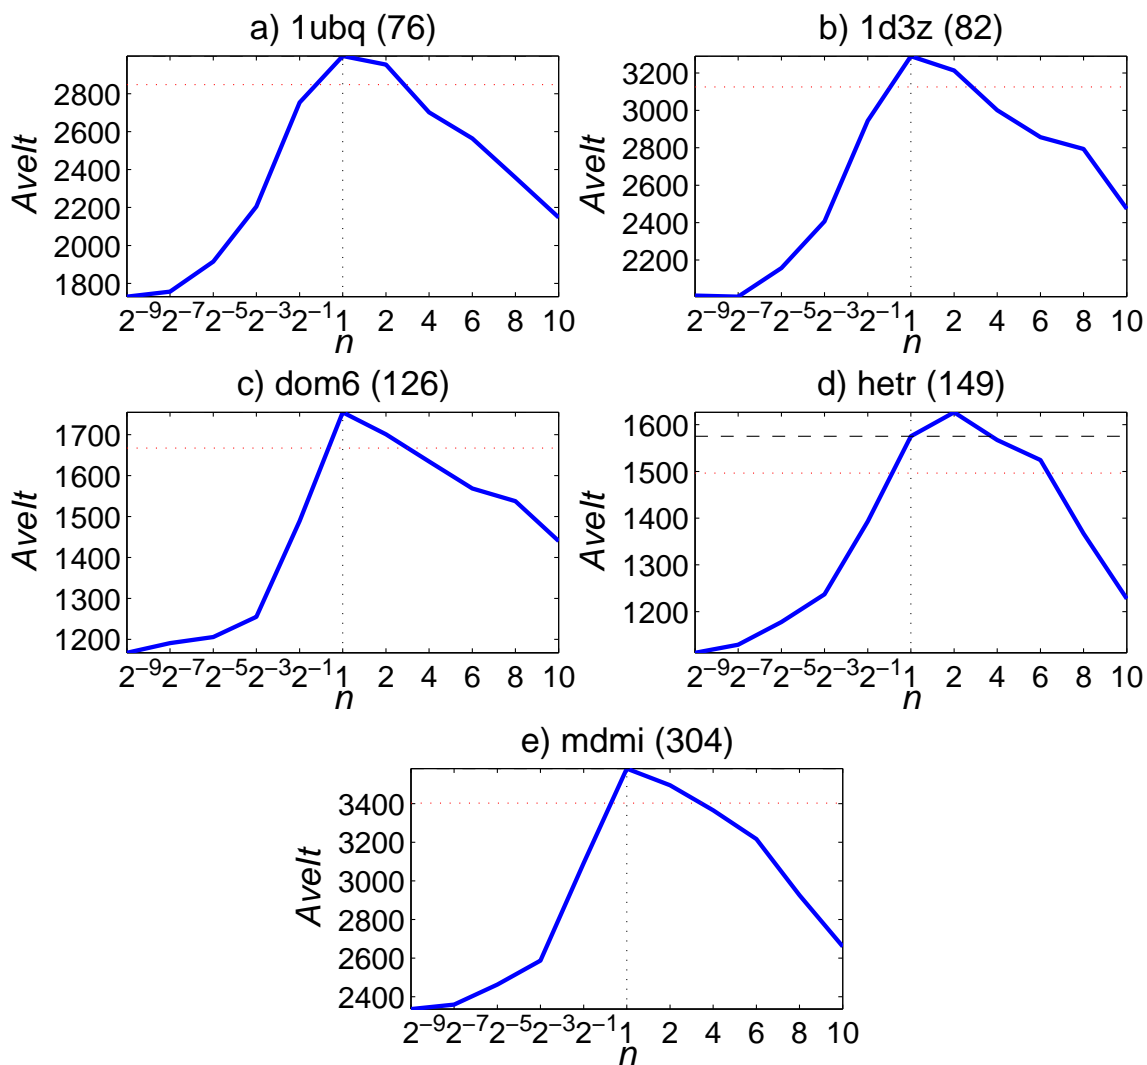 a) 1ubq (76)
AveIt
2800
2600
2400
2200
2000
1800
2⁻⁹ 2⁻⁷ 2⁻⁵ 2⁻³ 2⁻¹ 1 2 4 6 8 10
n
b) 1d3z (82)
AveIt
3200
3000
2800
2600
2400
2200
2⁻⁹ 2⁻⁷ 2⁻⁵ 2⁻³ 2⁻¹ 1 2 4 6 8 10
n
c) dom6 (126)
AveIt
1700
1600
1500
1400
1300
1200
2⁻⁹ 2⁻⁷ 2⁻⁵ 2⁻³ 2⁻¹ 1 2 4 6 8 10
n
d) hetr (149)
AveIt
1600
1500
1400
1300
1200
2⁻⁹ 2⁻⁷ 2⁻⁵ 2⁻³ 2⁻¹ 1 2 4 6 8 10
n
e) mdmi (304)
AveIt
3400
3200
3000
2800
2600
2400
2⁻⁹ 2⁻⁷ 2⁻⁵ 2⁻³ 2⁻¹ 1 2 4 6 8 10
n